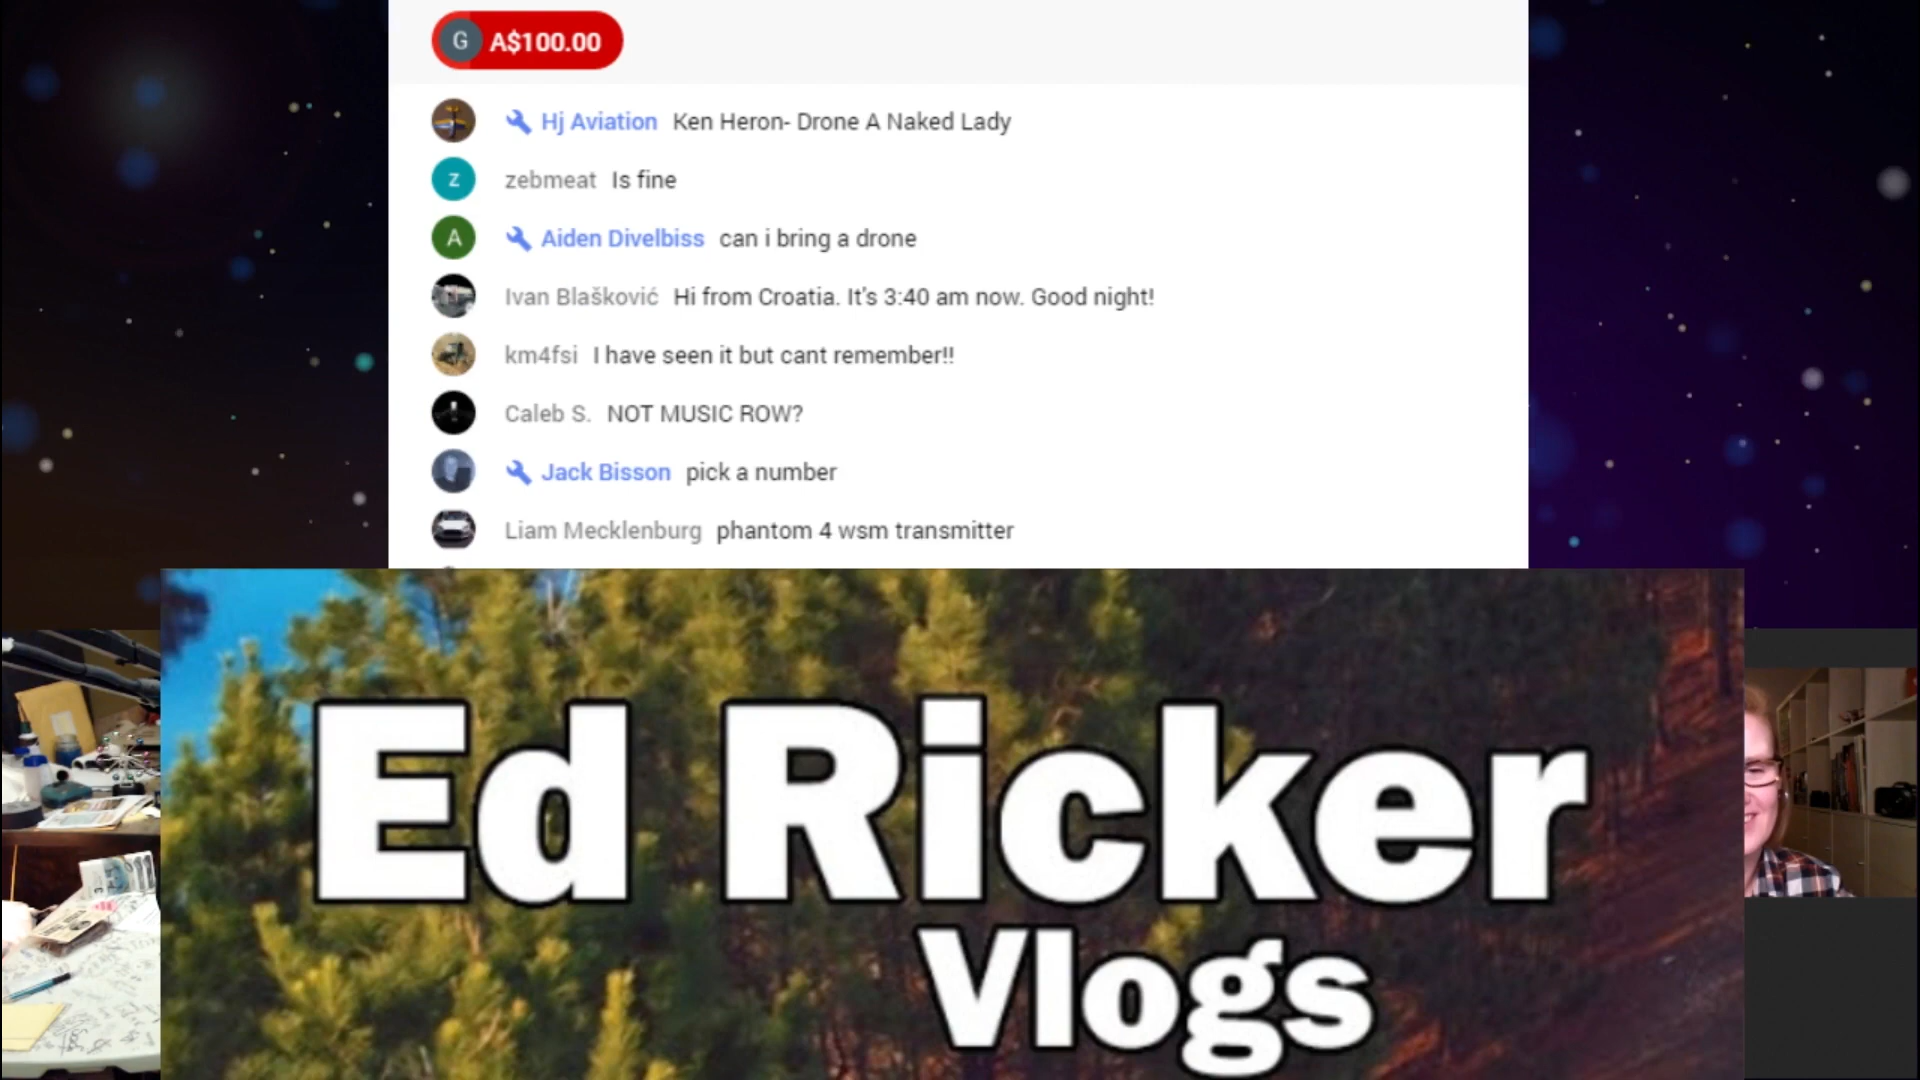 G A$100.00
Hj Aviation Ken Heron- Drone A Naked Lady
z zebmeat Is fine
A Aiden Divelbiss can i bring a drone
Ivan Blašković Hi from Croatia. It's 3:40 am now. Good night!
km4fsi I have seen it but cant remember!!
Caleb S. NOT MUSIC ROW?
Jack Bisson pick a number
Liam Mecklenburg phantom 4 wsm transmitter
Ed Ricker
Vlogs